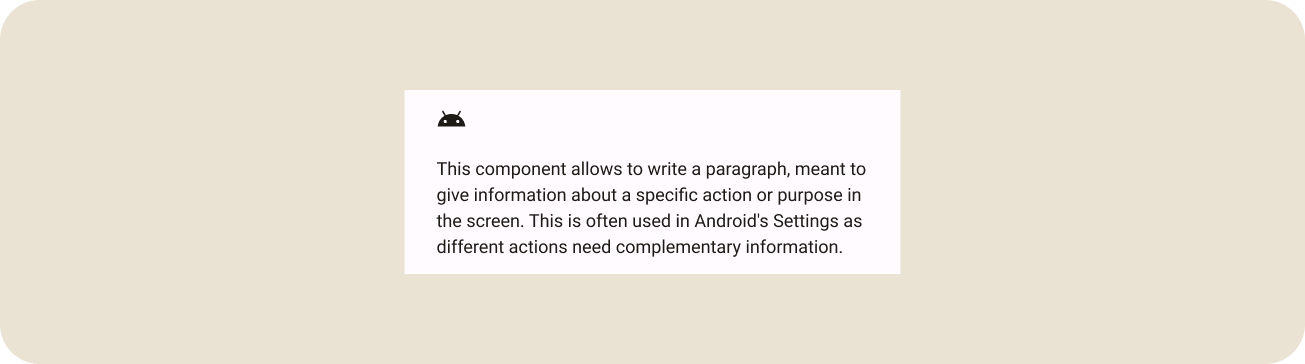 This component allows to write a paragraph, meant to
give information about a specific action or purpose in
the screen. This is often used in Android's Settings as
different actions need complementary information.